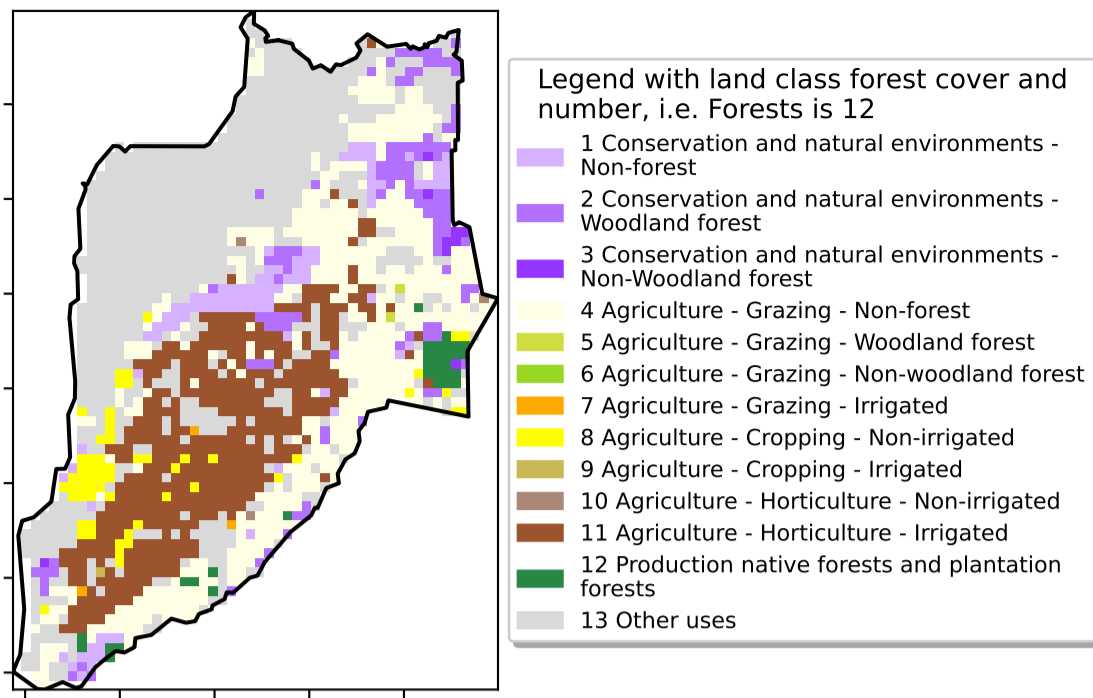 Legend with land class forest cover and
number, i.e. Forests is 12
1 Conservation and natural environments -
Non-forest
2 Conservation and natural environments -
Woodland forest
3 Conservation and natural environments -
Non-Woodland forest
4 Agriculture - Grazing - Non-forest
5 Agriculture - Grazing - Woodland forest
6 Agriculture - Grazing - Non-woodland forest
7 Agriculture - Grazing - Irrigated
8 Agriculture - Cropping - Non-irrigated
9 Agriculture - Cropping - Irrigated
10 Agriculture - Horticulture - Non-irrigated
11 Agriculture - Horticulture - Irrigated
12 Production native forests and plantation
forests
13 Other uses